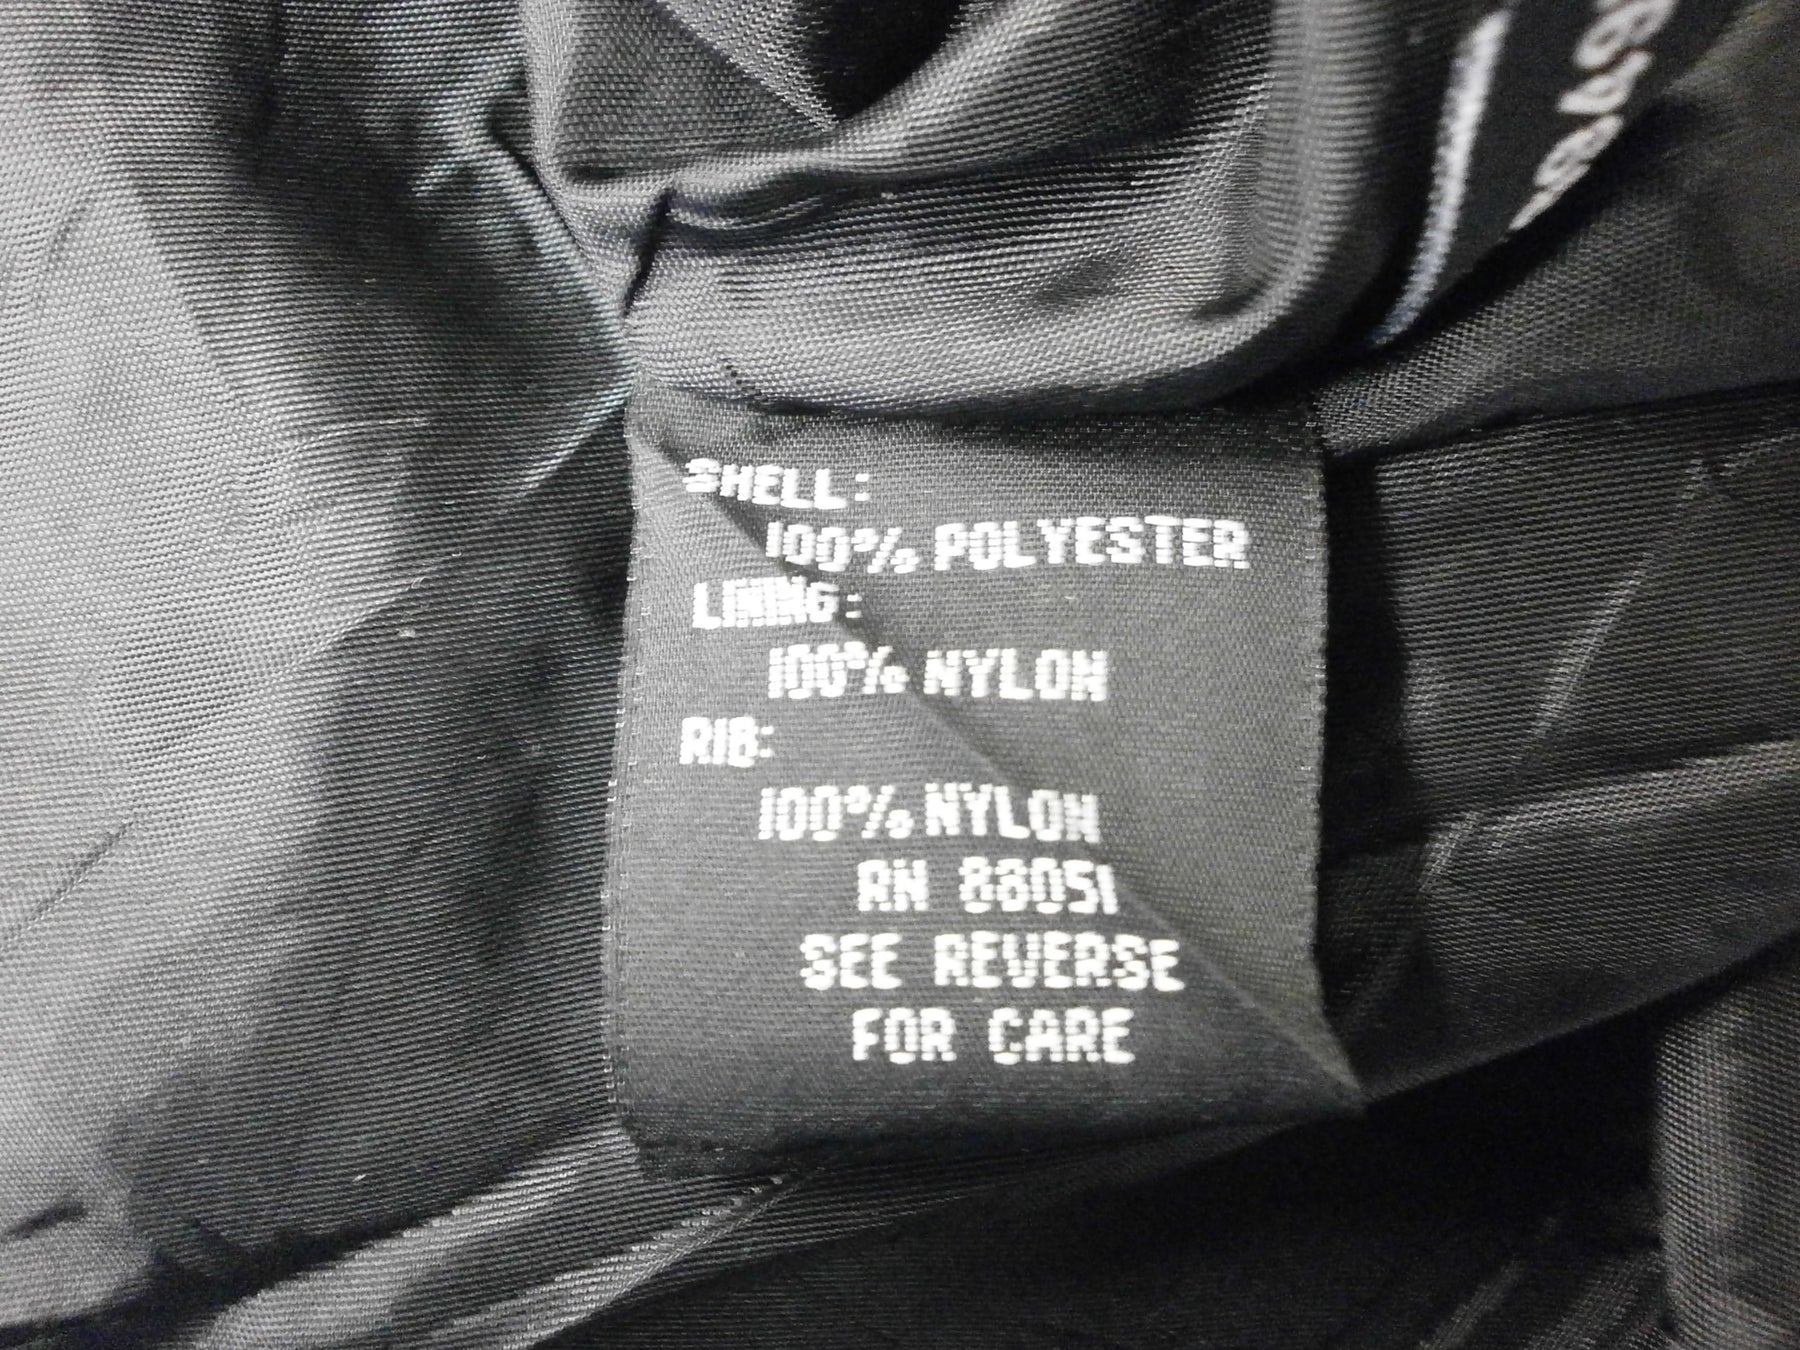 SHELL:
100% POLYESTER
LINING:
100% NYLON
RIB:
100% NYLON
RN 88051
SEE REVERSE
FOR CARE